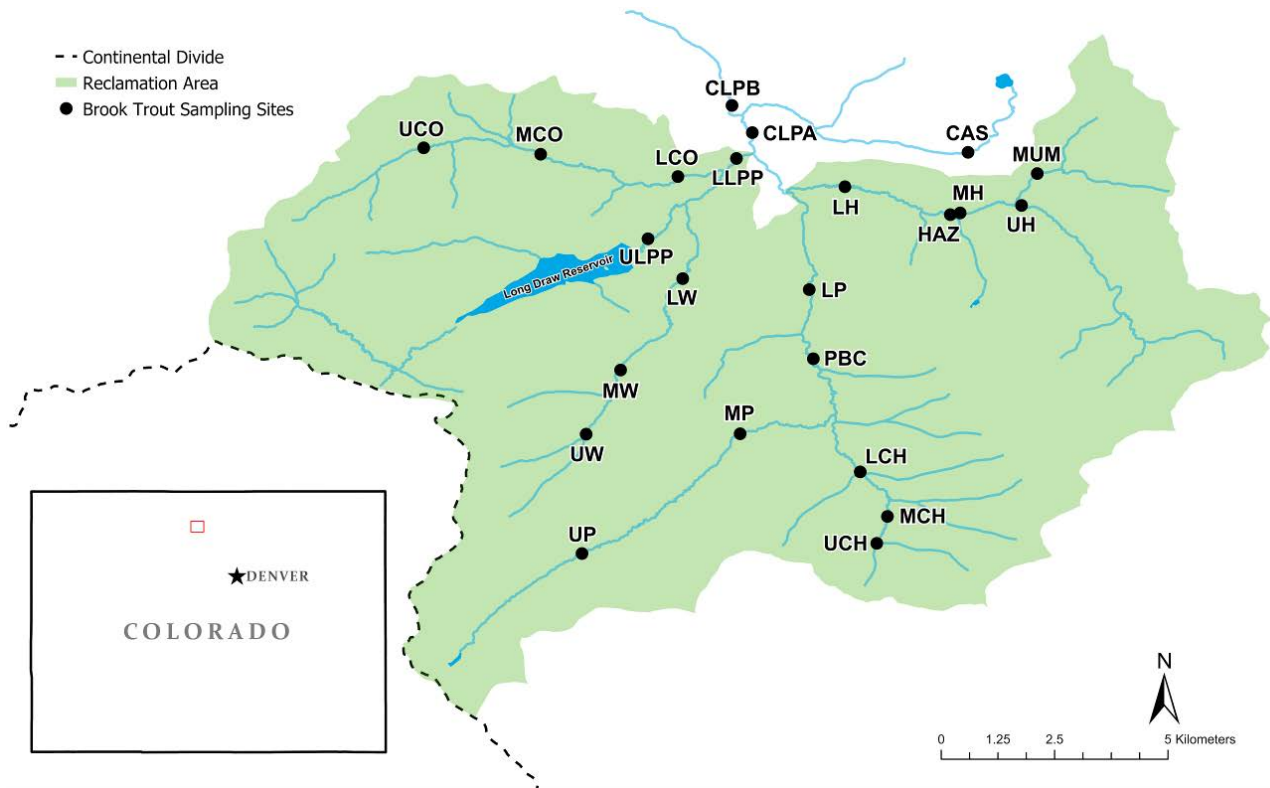 Continental Divide
Reclamation Area
Brook Trout Sampling Sites
CLPB
CLPA
UCO
MCO
LCO
LLPP
CAS
MUM
LH
MH
HAZ
UH
ULPP
Long Draw Reservoir
LW
LP
PBC
MW
MP
UW
LCH
MCH
UCH
UP
DENVER
COLORADO
N
0 1.25 2.5 5 Kilometers